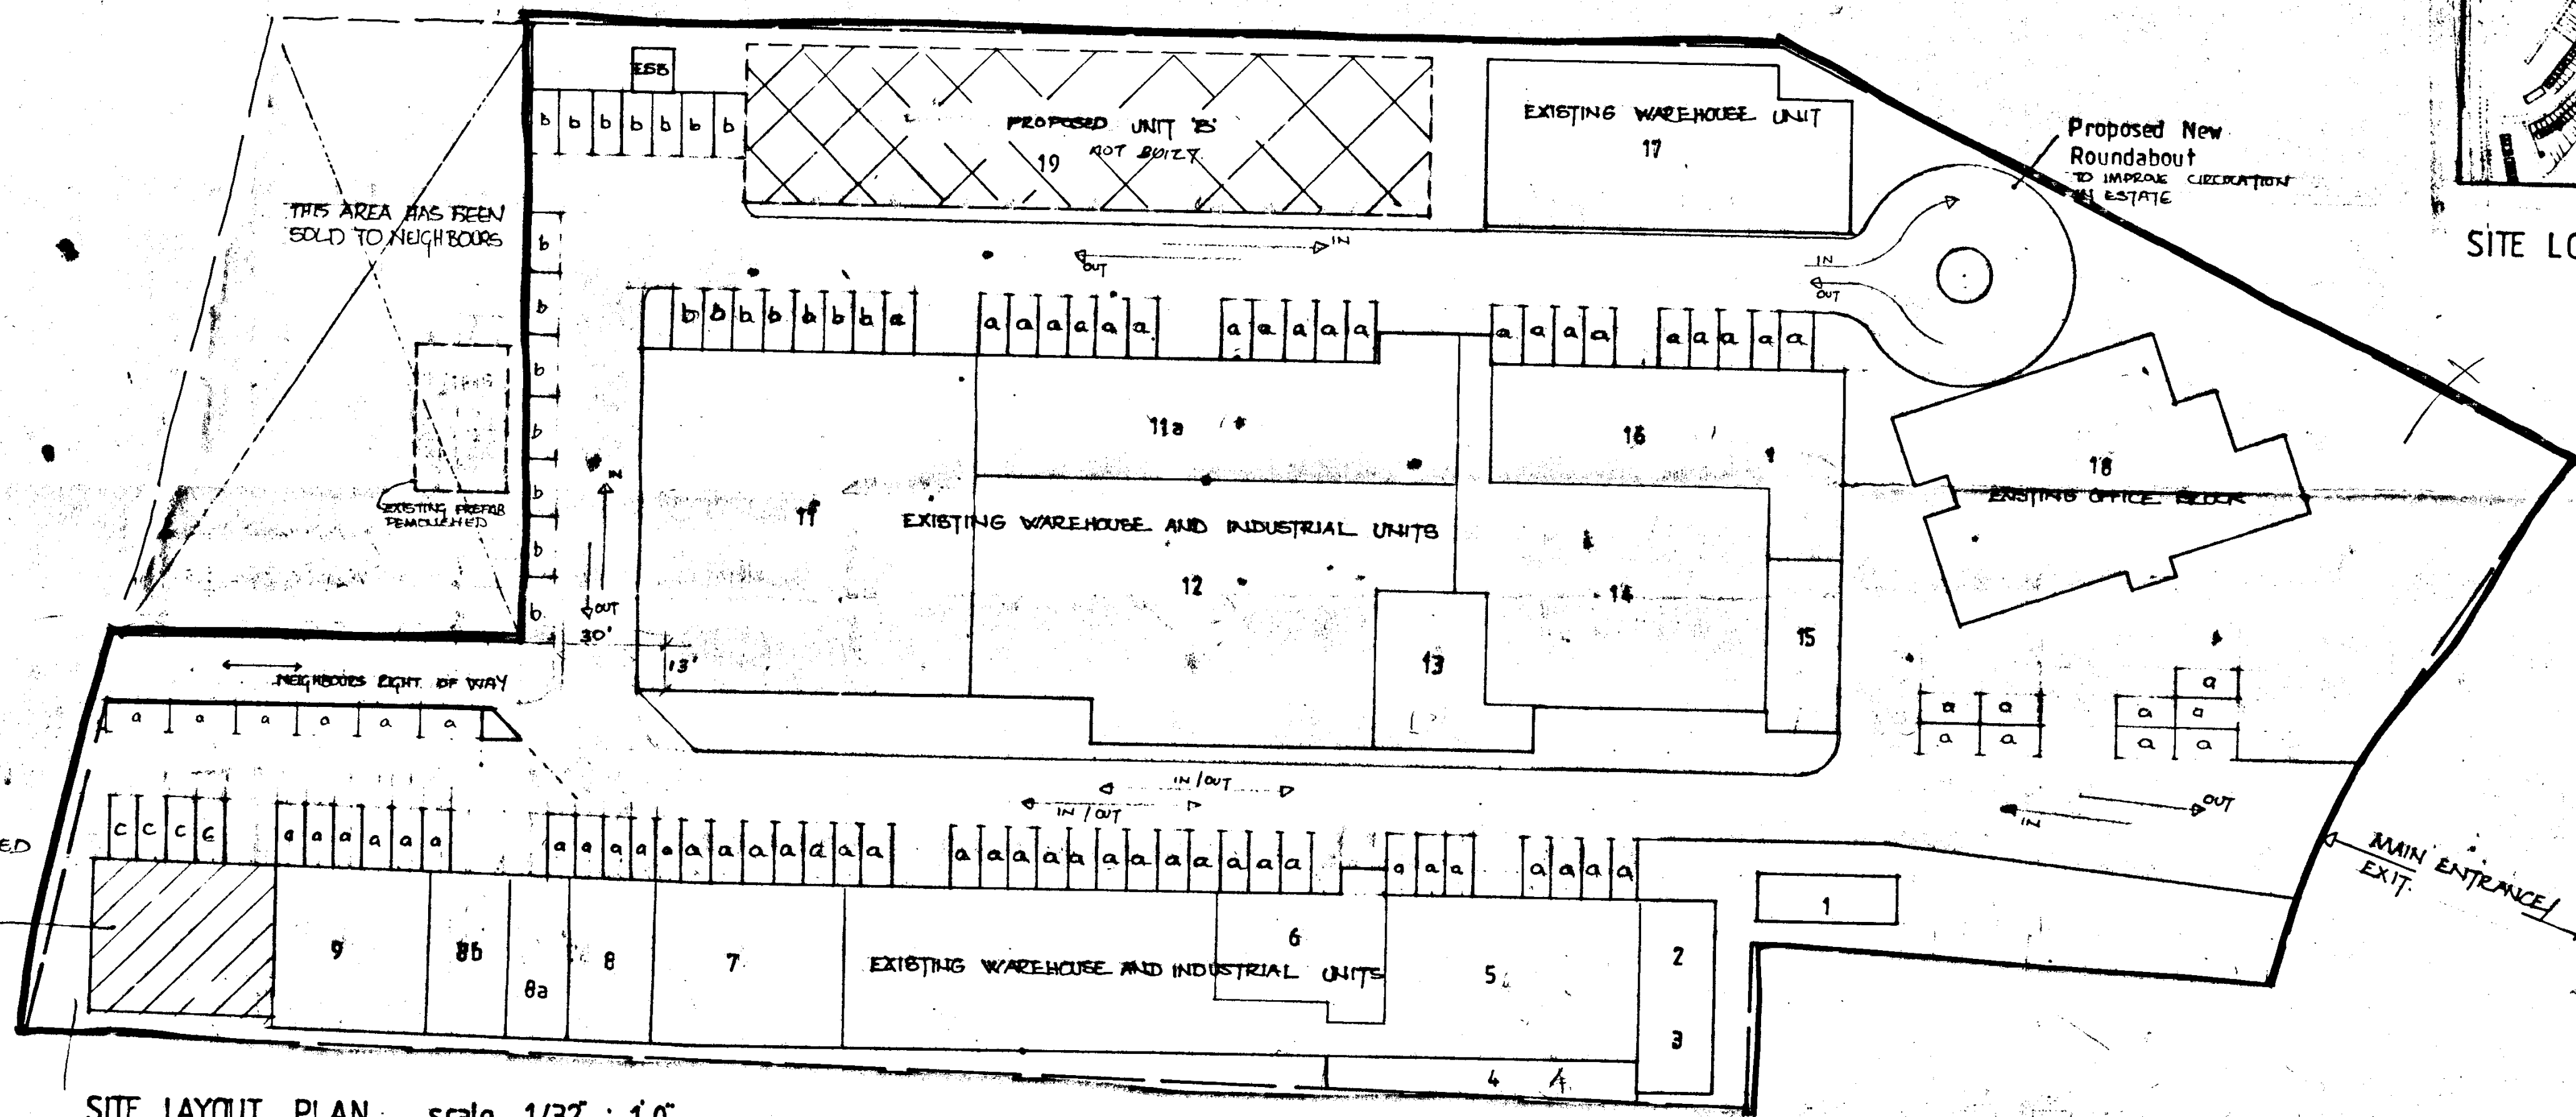 ESB
b b b b b b b
PROPOSED UNIT 'B'
19 NOT BUILT
EXISTING WAREHOUSE UNIT
17
Proposed New
Roundabout
TO IMPROVE CIRCULATION
IN ESTATE
SITE LO
THIS AREA HAS BEEN
SOLD TO NEIGHBOURS
b
b
b
b
b
b
b
IN
OUT
IN
OUT
b b b b b b b a
a a a a a a
a a a a a
a a a a
a a a a a
11a
16
18
EXISTING OFFICE BLOCK
EXISTING PREFAB
DEMOLISHED
IN
OUT
30'
13'
11
EXISTING WAREHOUSE AND INDUSTRIAL UNITS
12
13
14
15
NEIGHBOURS RIGHT OF WAY
a a a a a a
a a
a a
a
a a
a a
IN/OUT
IN/OUT
OUT
IN
MAIN ENTRANCE/
EXIT.
ED
c c c c
a a a a a a
a a a a a a a a a a a a
a a a a a a a a a a a a
a a a
a a a a
1
9
8b
8a
8
7
EXISTING WAREHOUSE AND INDUSTRIAL UNITS
6
5
2
3
4 4
SITE LAYOUT PLAN. scale 1/32" : 1'0"